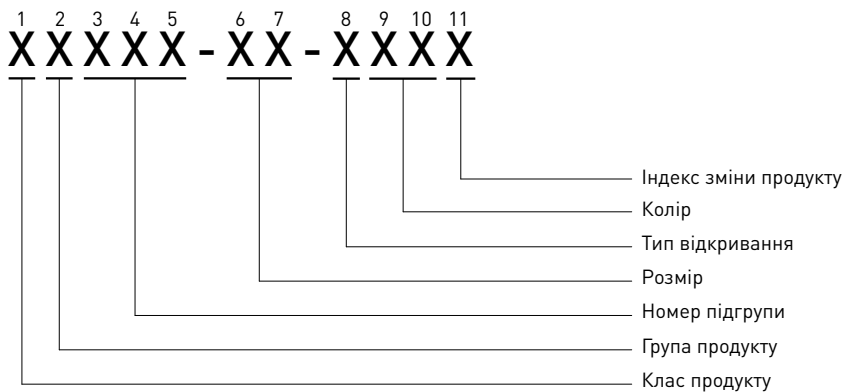 1 2 3 4 5 6 7 8 9 10 11
X X X X X - X X - X X X X
Індекс зміни продукту
Колір
Тип відкривання
Розмір
Номер підгрупи
Група продукту
Клас продукту